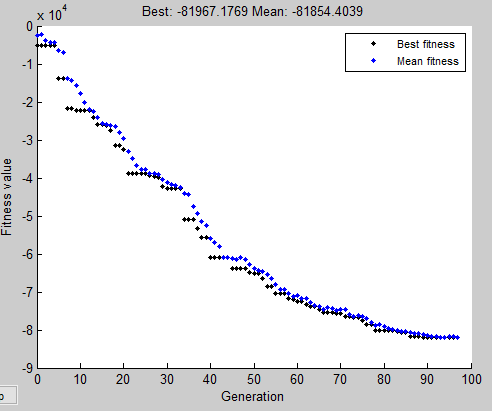 Best: -81967.1769 Mean: -81854.4039
x 10^4
0
-1
-2
-3
-4
-5
-6
-7
-8
-9
Fitness value
Best fitness
Mean fitness
0 10 20 30 40 50 60 70 80 90 100
Generation